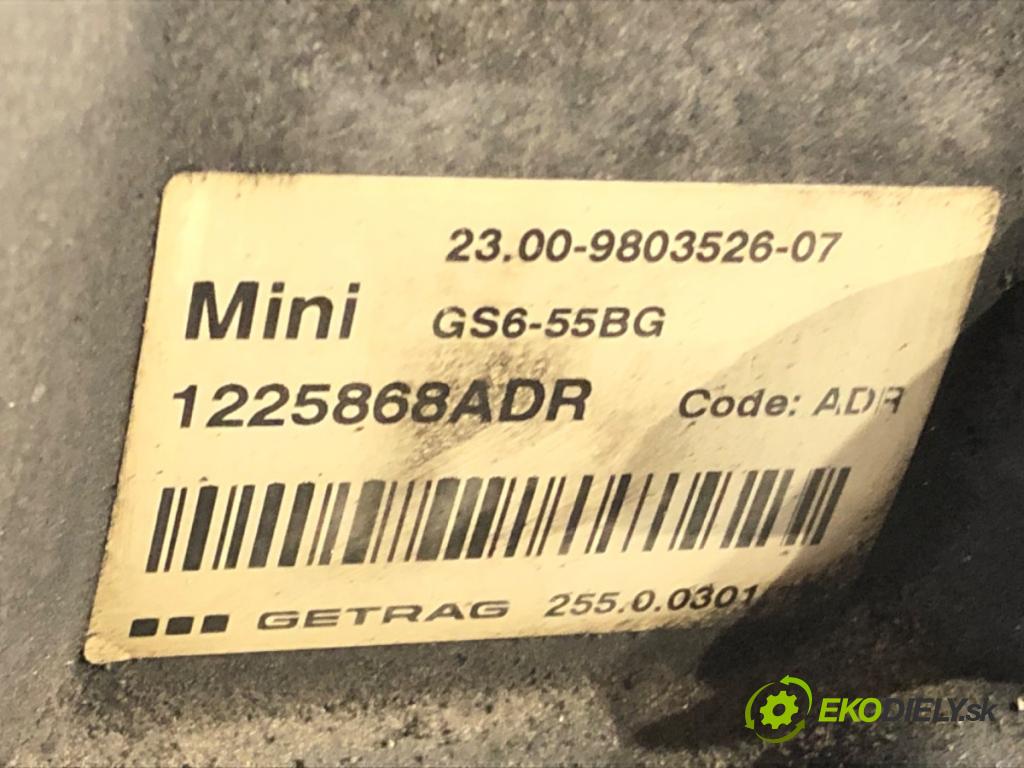 23.00-9803526-07
Mini GS6-55BG
1225868ADR Code: ADR
GETRAG 255.0.0301
EKODIELY.sk